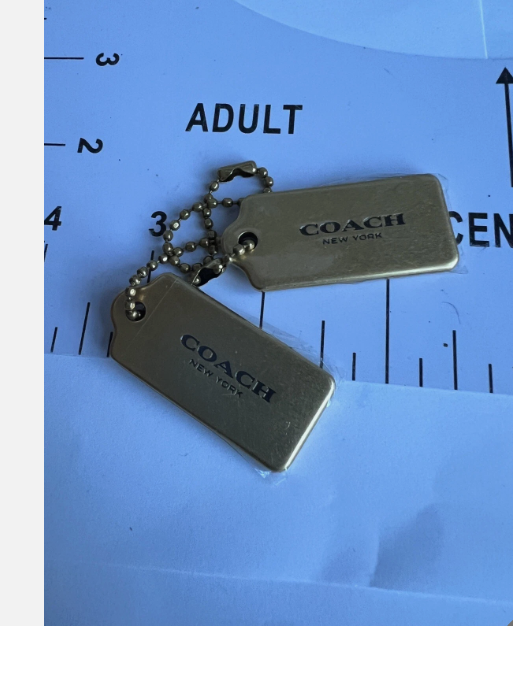 3
ADULT
2
4
3
COACH
NEW YORK
CEN
COACH
NEW YORK